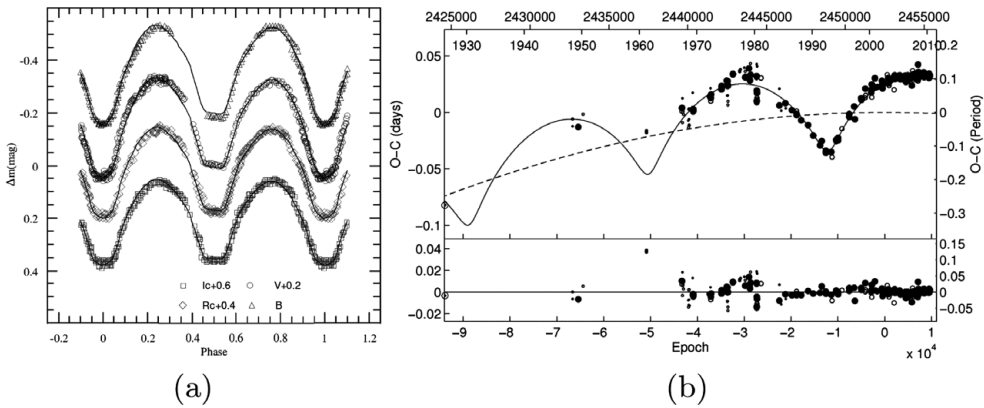 -0.4
-0.2
0
0.2
0.4
Δm(mag)
Ic+0.6 V+0.2
Rc+0.4 B
-0.2 0 0.2 0.4 0.6 0.8 1 1.2
Phase
(a)
2425000 2430000 2435000 2440000 2445000 2450000 2455000
1930 1940 1950 1960 1970 1980 1990 2000 2010
0.05
0
−0.05
−0.1
O−C (days)
0.2
0.1
0
−0.1
−0.2
−0.3
O−C (Period)
0.04
0.02
0
−0.02
0.15
0.10
0.05
0
−0.05
−9 −8 −7 −6 −5 −4 −3 −2 −1 0 1
Epoch
x 10⁴
(b)